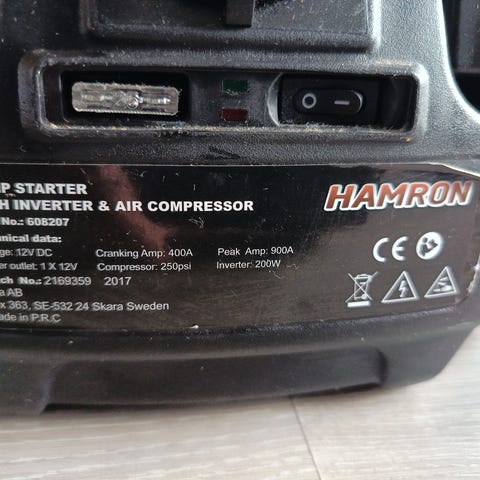 HAMRON
P STARTER
H INVERTER & AIR COMPRESSOR
No.: 608207
nical data:
ge: 12V DC Cranking Amp: 400A Peak Amp: 900A
er outlet: 1 X 12V Compressor: 250psi Inverter: 200W
ch No.: 2169359 2017
a AB
x 363, SE-532 24 Skara Sweden
ade in P.R.C
CE